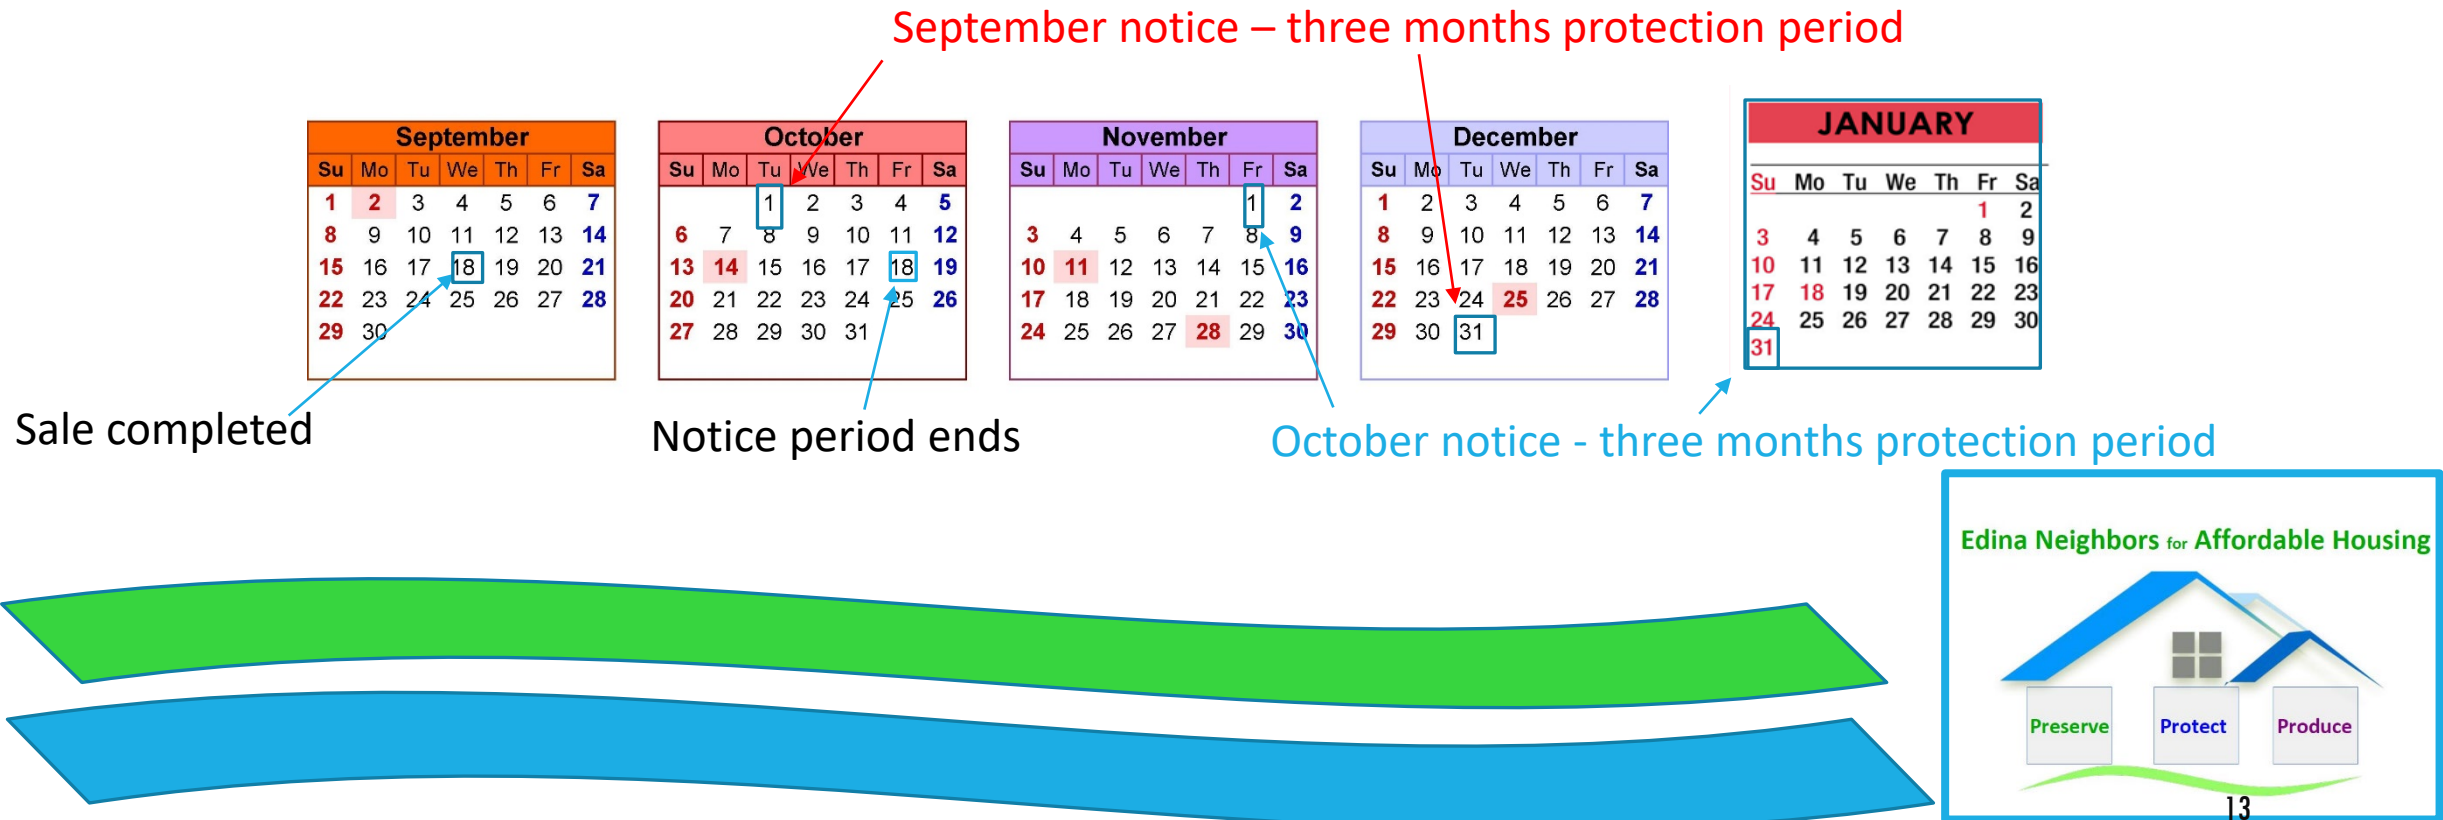 September notice – three months protection period
September
Su Mo Tu We Th Fr Sa
1 2 3 4 5 6 7
8 9 10 11 12 13 14
15 16 17 18 19 20 21
22 23 24 25 26 27 28
29 30
October
Su Mo Tu We Th Fr Sa
1 2 3 4 5
6 7 8 9 10 11 12
13 14 15 16 17 18 19
20 21 22 23 24 25 26
27 28 29 30 31
November
Su Mo Tu We Th Fr Sa
1 2
3 4 5 6 7 8 9
10 11 12 13 14 15 16
17 18 19 20 21 22 23
24 25 26 27 28 29 30
December
Su Mo Tu We Th Fr Sa
1 2 3 4 5 6 7
8 9 10 11 12 13 14
15 16 17 18 19 20 21
22 23 24 25 26 27 28
29 30 31
JANUARY
Su Mo Tu We Th Fr Sa
1 2
3 4 5 6 7 8 9
10 11 12 13 14 15 16
17 18 19 20 21 22 23
24 25 26 27 28 29 30
31
Sale completed
Notice period ends
October notice - three months protection period
Edina Neighbors for Affordable Housing
Preserve Protect Produce
13